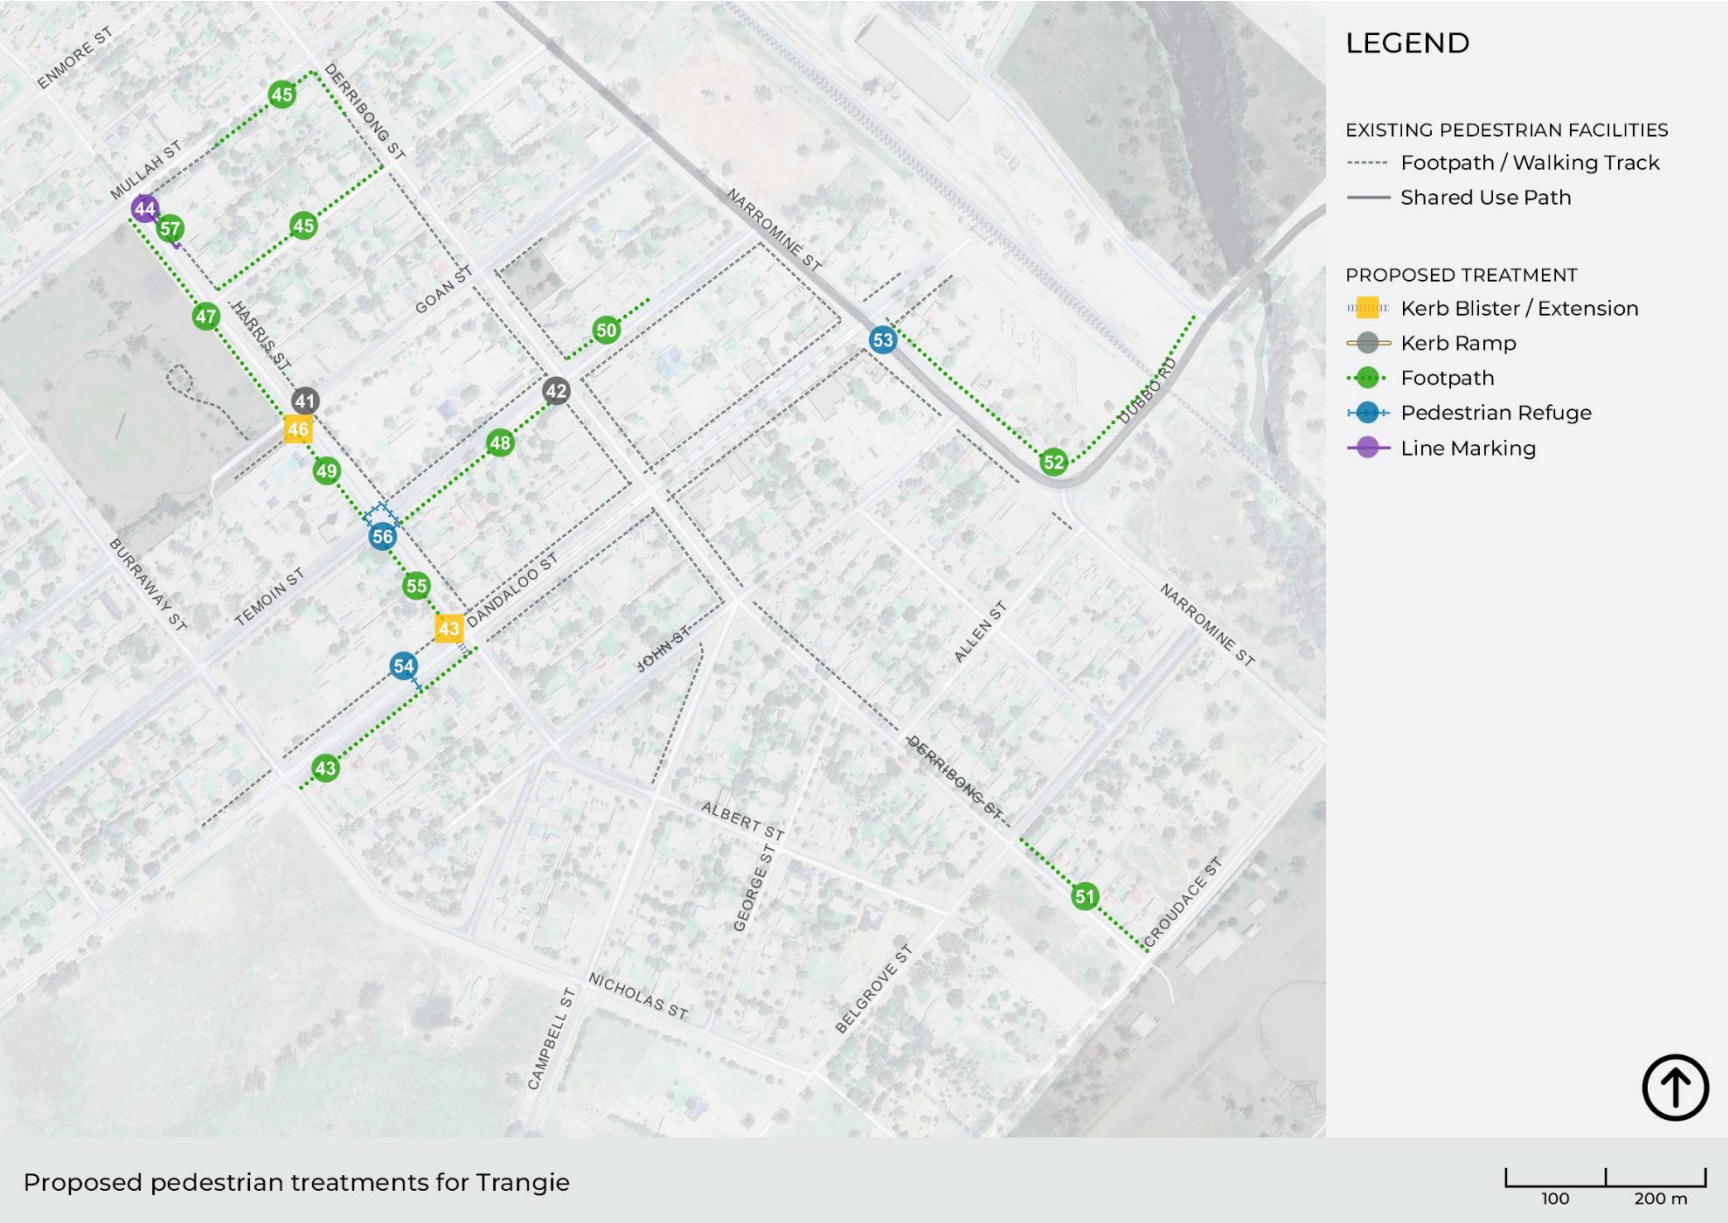 ENMORE ST
DERRIBONG ST
45
MULLAH ST
44
57
45
NARROMINE ST
GOAN ST
47
HARRIS ST
50
53
41
42
DUBBO RD
46
48
49
52
56
BURRAWAY ST
TEMOIN ST
55
DANDALOO ST
43
NARROMINE ST
ALLEN ST
JOHN ST
54
43
DERRIBONG ST
ALBERT ST
GEORGE ST
51
CROUDACE ST
BELGROVE ST
NICHOLAS ST
CAMPBELL ST
LEGEND
EXISTING PEDESTRIAN FACILITIES
Footpath / Walking Track
Shared Use Path
PROPOSED TREATMENT
Kerb Blister / Extension
Kerb Ramp
Footpath
Pedestrian Refuge
Line Marking
Proposed pedestrian treatments for Trangie
100 200 m